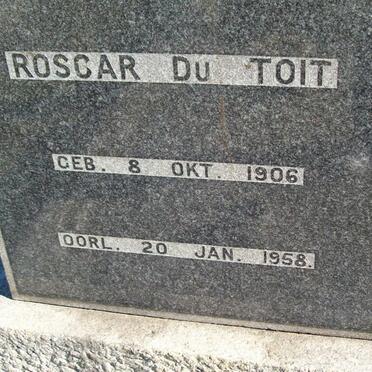 ROSCAR DU TOIT
GEB. 8 OKT. 1906
OORL. 20 JAN. 1958.